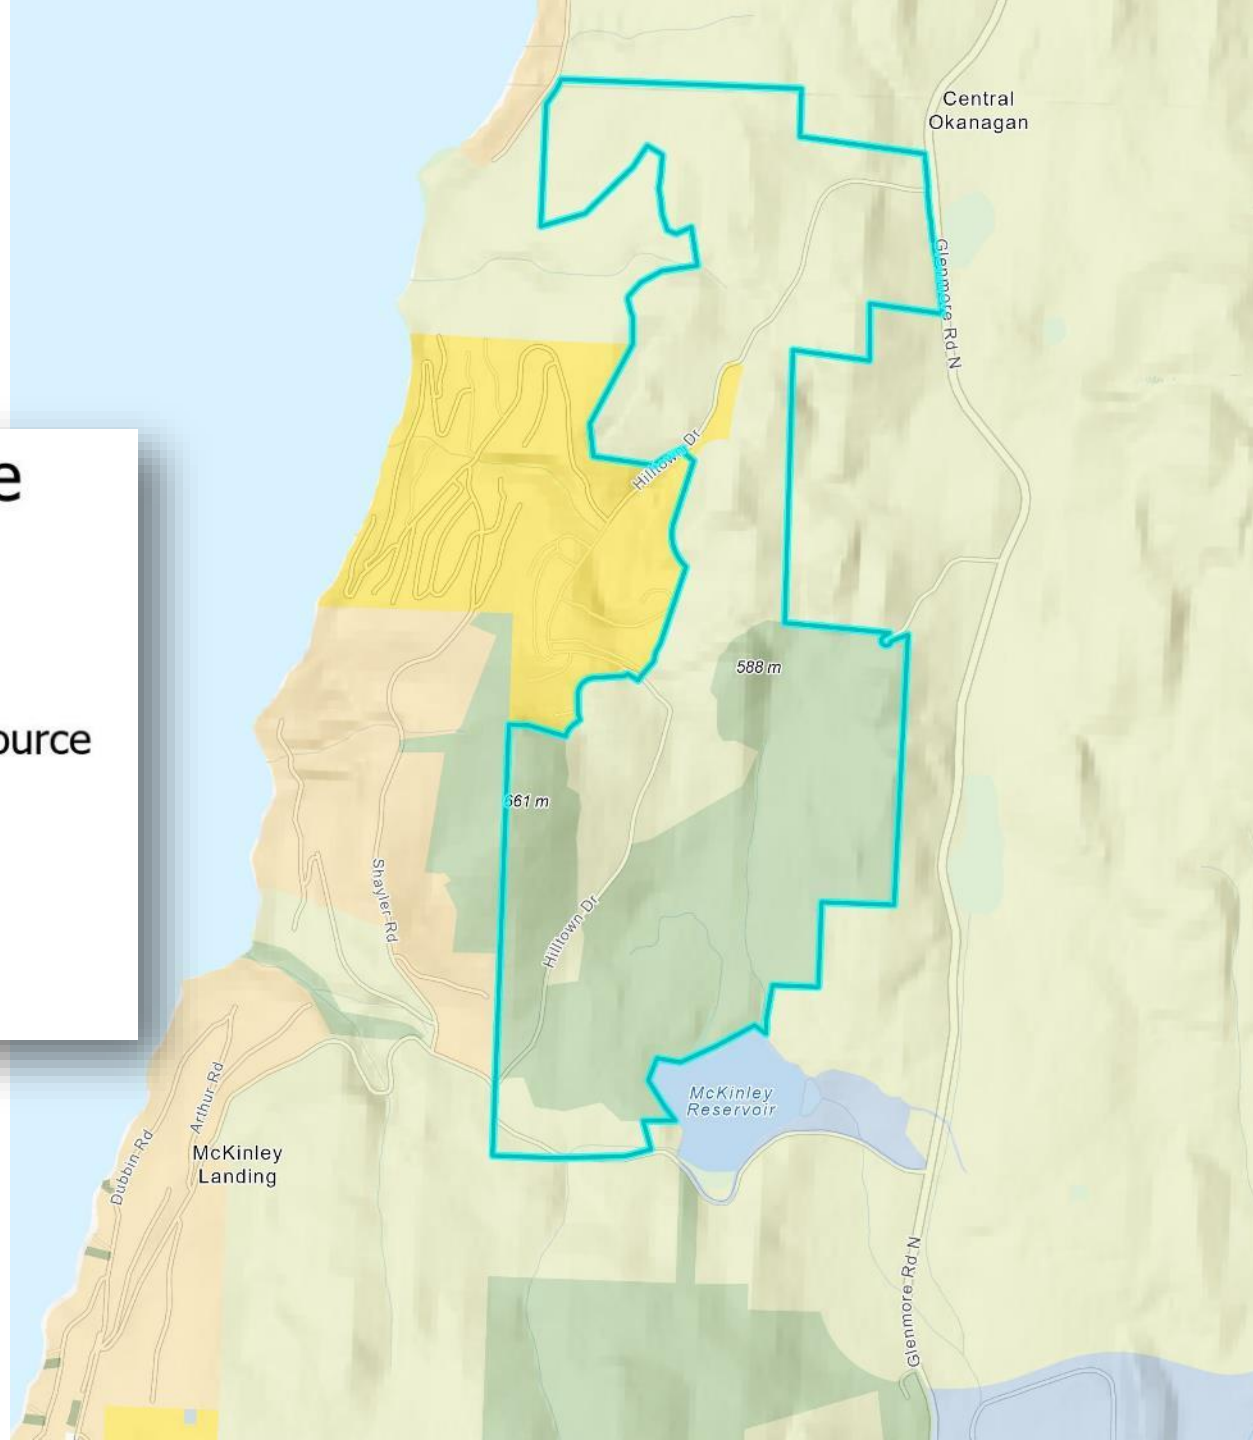 Central
Okanagan
Glenmore Rd N
e
Hilltown Dr
588 m
ource
661 m
Shayler Rd
Hilltown Dr
McKinley
Reservoir
Arthur Rd
Dubbin Rd
McKinley
Landing
Glenmore Rd N